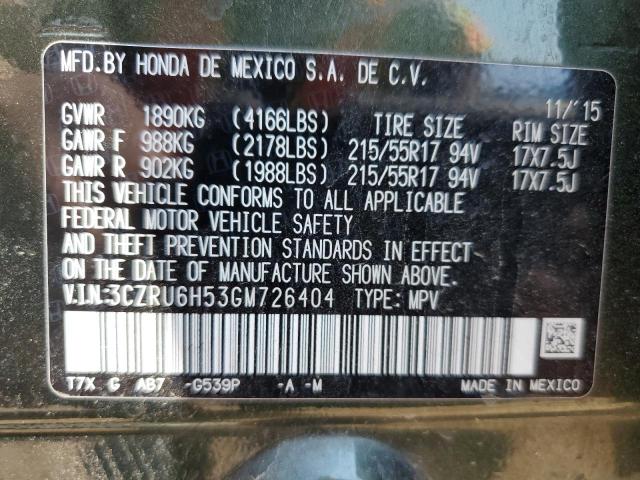 MFD. BY HONDA DE MEXICO S.A. DE C.V.
11/'15
GVWR 1890KG (4166LBS) TIRE SIZE RIM SIZE
GAWR F 988KG (2178LBS) 215/55R17 94V 17X7.5J
GAWR R 902KG (1988LBS) 215/55R17 94V 17X7.5J
THIS VEHICLE CONFORMS TO ALL APPLICABLE
FEDERAL MOTOR VEHICLE SAFETY
AND THEFT PREVENTION STANDARDS IN EFFECT
ON THE DATE OF MANUFACTURE SHOWN ABOVE.
V.I.N:3CZRU6H53GM726404 TYPE: MPV
T7X G AB7 -G539P -A -M MADE IN MEXICO